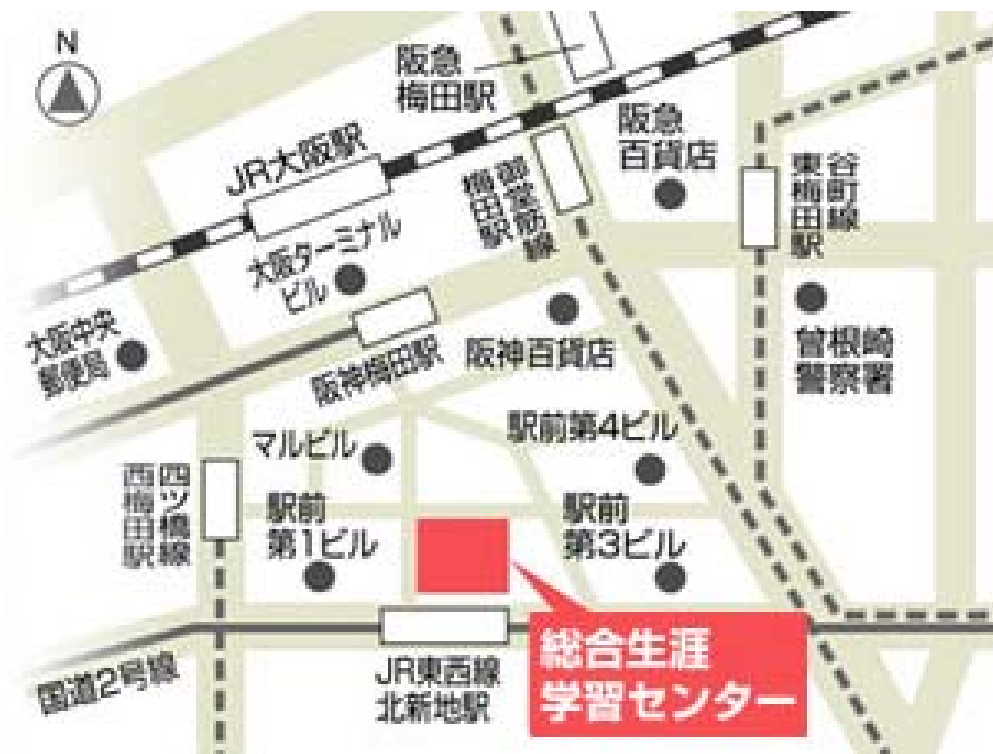 N
阪急
梅田駅
阪急
百貨店
JR大阪駅
御堂筋線
梅田駅
谷町線
東梅田駅
大阪ターミナル
ビル
大阪中央
郵便局
阪神梅田駅
阪神百貨店
曽根崎
警察署
マルビル
駅前第4ビル
四ツ橋線
西梅田駅
駅前
第1ビル
駅前
第3ビル
総合生涯
学習センター
国道2号線
JR東西線
北新地駅